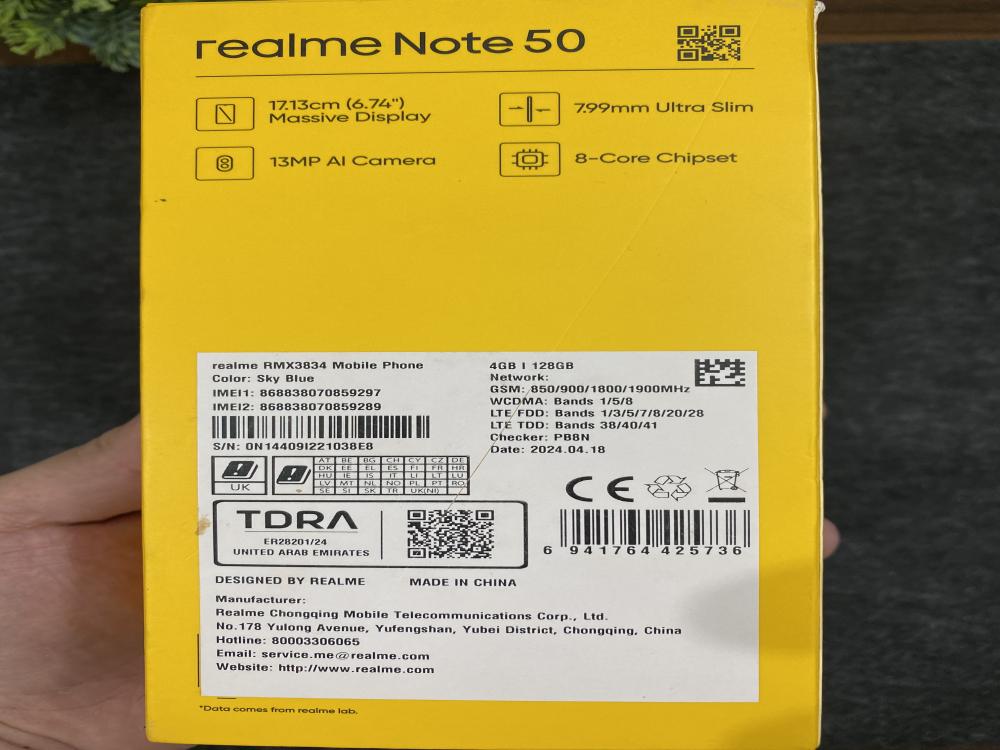 realme Note 50
17.13cm (6.74")
Massive Display
7.99mm Ultra Slim
13MP AI Camera
8-Core Chipset
realme RMX3834 Mobile Phone
Color: Sky Blue
IMEI1: 868838070859297
IMEI2: 868838070859289
S/N: 0N14409I221038E8
4GB I 128GB
Network:
GSM: 850/900/1800/1900MHz
WCDMA: Bands 1/5/8
LTE FDD: Bands 1/3/5/7/8/20/28
LTE TDD: Bands 38/40/41
Checker: PB8N
Date: 2024.04.18
UK
AT BE BG CH CY CZ DE
DK EE EL ES FI FR HR
HU IE IS IT LI LT LU
LV MT NL NO PL PT RO
SE SI SK TR UK(NI)
CE
TDRA
ER28201/24
UNITED ARAB EMIRATES
6 941764 425736
DESIGNED BY REALME MADE IN CHINA
Manufacturer:
Realme Chongqing Mobile Telecommunications Corp., Ltd.
No.178 Yulong Avenue, Yufengshan, Yubei District, Chongqing, China
Hotline: 80003306065
Email: service.me@realme.com
Website: http://www.realme.com
*Data comes from realme lab.